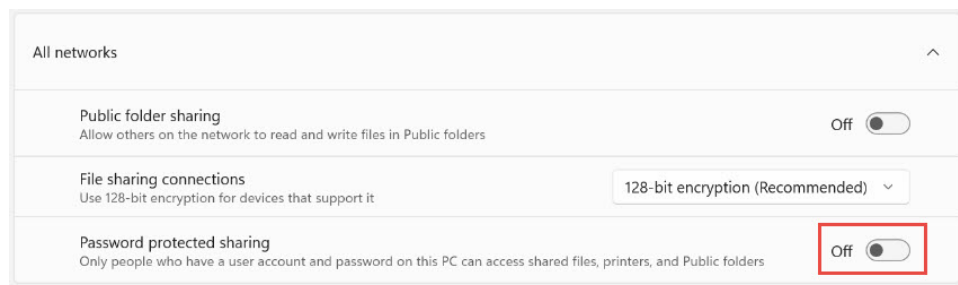 All networks
Public folder sharing
Off
Allow others on the network to read and write files in Public folders
File sharing connections
128-bit encryption (Recommended)
Use 128-bit encryption for devices that support it
Password protected sharing
Off
Only people who have a user account and password on this PC can access shared files, printers, and Public folders